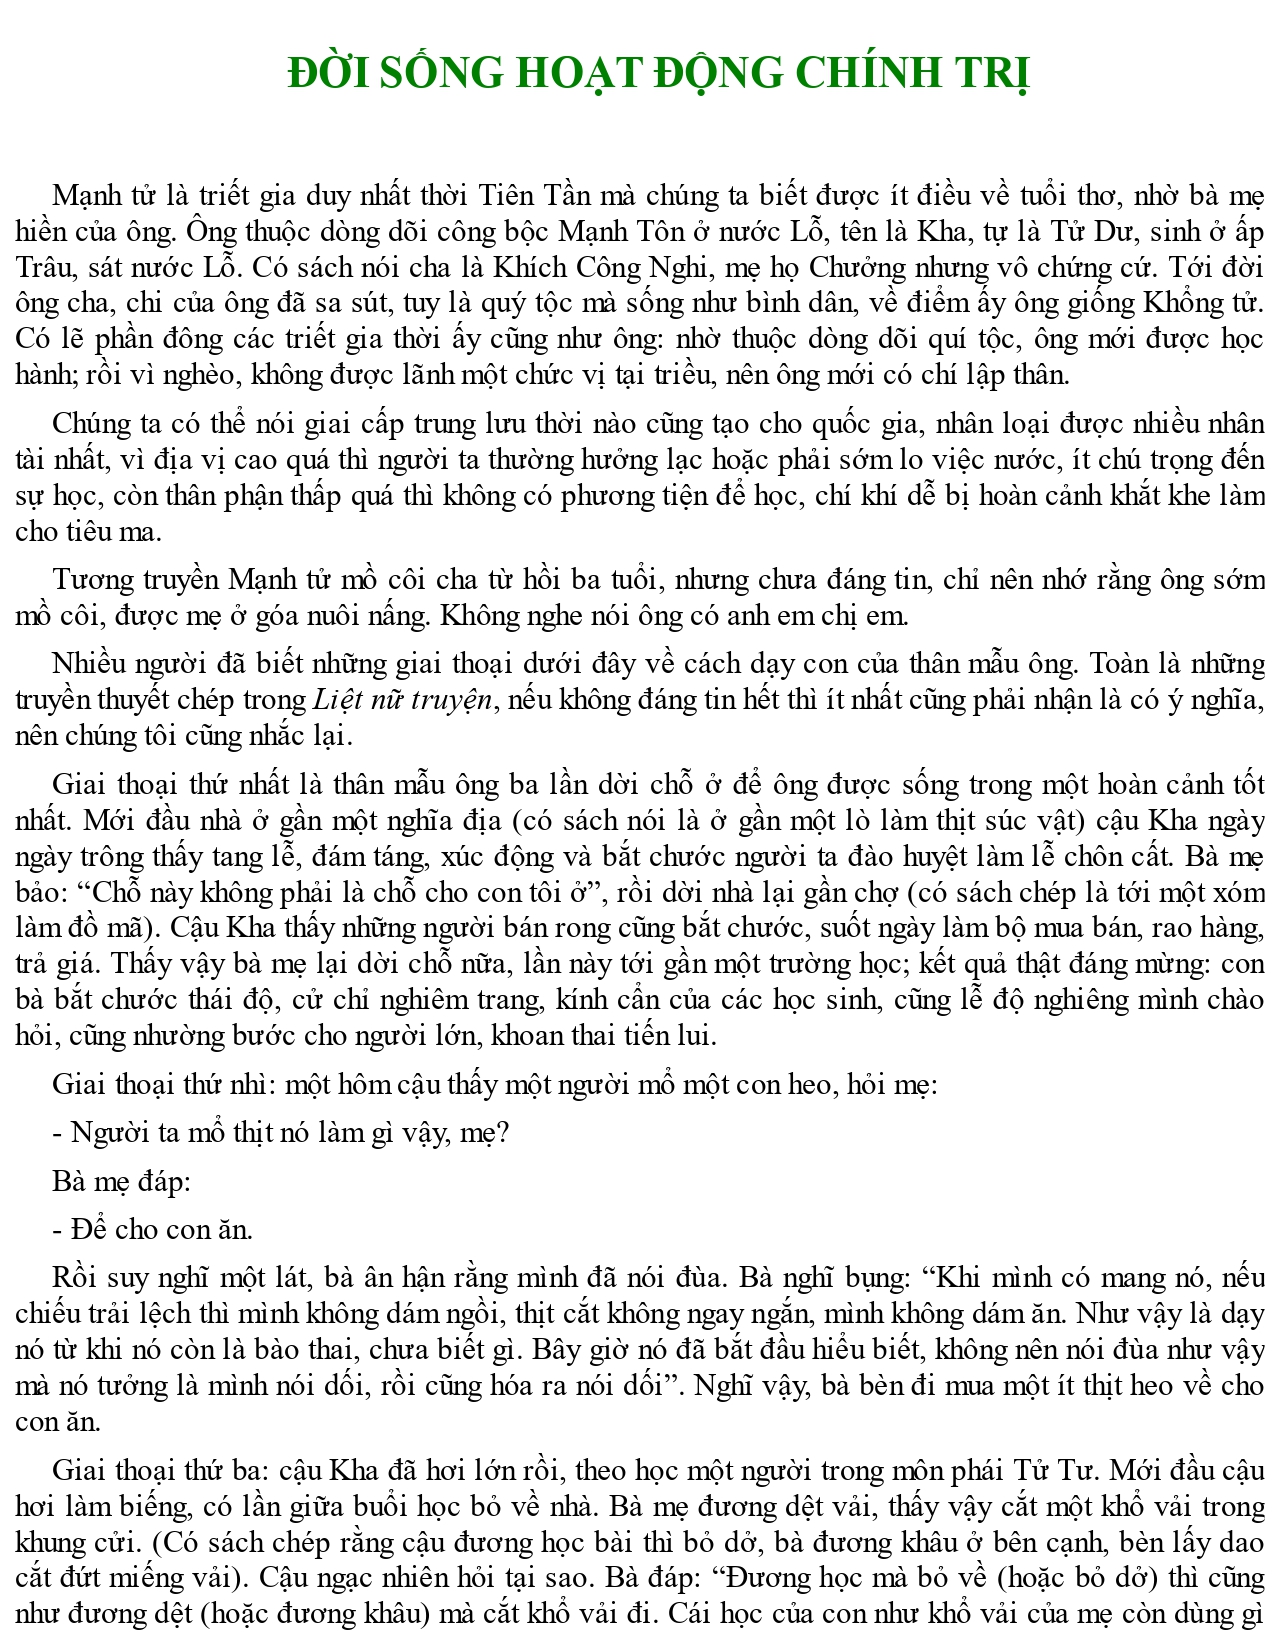 ĐỜI SỐNG HOẠT ĐỘNG CHÍNH TRỊ
Mạnh tử là triết gia duy nhất thời Tiên Tần mà chúng ta biết được ít điều về tuổi thơ, nhờ bà mẹ
hiền của ông. Ông thuộc dòng dõi công bộc Mạnh Tôn ở nước Lỗ, tên là Kha, tự là Tử Dư, sinh ở ấp
Trâu, sát nước Lỗ. Có sách nói cha là Khích Công Nghi, mẹ họ Chưởng nhưng vô chứng cứ. Tới đời
ông cha, chi của ông đã sa sút, tuy là quý tộc mà sống như bình dân, về điểm ấy ông giống Khổng tử.
Có lẽ phần đông các triết gia thời ấy cũng như ông: nhờ thuộc dòng dõi quí tộc, ông mới được học
hành; rồi vì nghèo, không được lãnh một chức vị tại triều, nên ông mới có chí lập thân.
Chúng ta có thể nói giai cấp trung lưu thời nào cũng tạo cho quốc gia, nhân loại được nhiều nhân
tài nhất, vì địa vị cao quá thì người ta thường hưởng lạc hoặc phải sớm lo việc nước, ít chú trọng đến
sự học, còn thân phận thấp quá thì không có phương tiện để học, chí khí dễ bị hoàn cảnh khắt khe làm
cho tiêu ma.
Tương truyền Mạnh tử mồ côi cha từ hồi ba tuổi, nhưng chưa đáng tin, chỉ nên nhớ rằng ông sớm
mồ côi, được mẹ ở góa nuôi nấng. Không nghe nói ông có anh em chị em.
Nhiều người đã biết những giai thoại dưới đây về cách dạy con của thân mẫu ông. Toàn là những
truyền thuyết chép trong Liệt nữ truyện, nếu không đáng tin hết thì ít nhất cũng phải nhận là có ý nghĩa,
nên chúng tôi cũng nhắc lại.
Giai thoại thứ nhất là thân mẫu ông ba lần dời chỗ ở để ông được sống trong một hoàn cảnh tốt
nhất. Mới đầu nhà ở gần một nghĩa địa (có sách nói là ở gần một lò làm thịt súc vật) cậu Kha ngày
ngày trông thấy tang lễ, đám táng, xúc động và bắt chước người ta đào huyệt làm lễ chôn cất. Bà mẹ
bảo: “Chỗ này không phải là chỗ cho con tôi ở”, rồi dời nhà lại gần chợ (có sách chép là tới một xóm
làm đồ mã). Cậu Kha thấy những người bán rong cũng bắt chước, suốt ngày làm bộ mua bán, rao hàng,
trả giá. Thấy vậy bà mẹ lại dời chỗ nữa, lần này tới gần một trường học; kết quả thật đáng mừng: con
bà bắt chước thái độ, cử chỉ nghiêm trang, kính cẩn của các học sinh, cũng lễ độ nghiêng mình chào
hỏi, cũng nhường bước cho người lớn, khoan thai tiến lui.
Giai thoại thứ nhì: một hôm cậu thấy một người mổ một con heo, hỏi mẹ:
- Người ta mổ thịt nó làm gì vậy, mẹ?
Bà mẹ đáp:
- Để cho con ăn.
Rồi suy nghĩ một lát, bà ân hận rằng mình đã nói đùa. Bà nghĩ bụng: “Khi mình có mang nó, nếu
chiếu trải lệch thì mình không dám ngồi, thịt cắt không ngay ngắn, mình không dám ăn. Như vậy là dạy
nó từ khi nó còn là bào thai, chưa biết gì. Bây giờ nó đã bắt đầu hiểu biết, không nên nói đùa như vậy
mà nó tưởng là mình nói dối, rồi cũng hóa ra nói dối”. Nghĩ vậy, bà bèn đi mua một ít thịt heo về cho
con ăn.
Giai thoại thứ ba: cậu Kha đã hơi lớn rồi, theo học một người trong môn phái Tử Tư. Mới đầu cậu
hơi làm biếng, có lần giữa buổi học bỏ về nhà. Bà mẹ đương dệt vải, thấy vậy cắt một khổ vải trong
khung cửi. (Có sách chép rằng cậu đương học bài thì bỏ dở, bà đương khâu ở bên cạnh, bèn lấy dao
cắt đứt miếng vải). Cậu ngạc nhiên hỏi tại sao. Bà đáp: “Đương học mà bỏ về (hoặc bỏ dở) thì cũng
như đương dệt (hoặc đương khâu) mà cắt khổ vải đi. Cái học của con như khổ vải của mẹ còn dùng gì